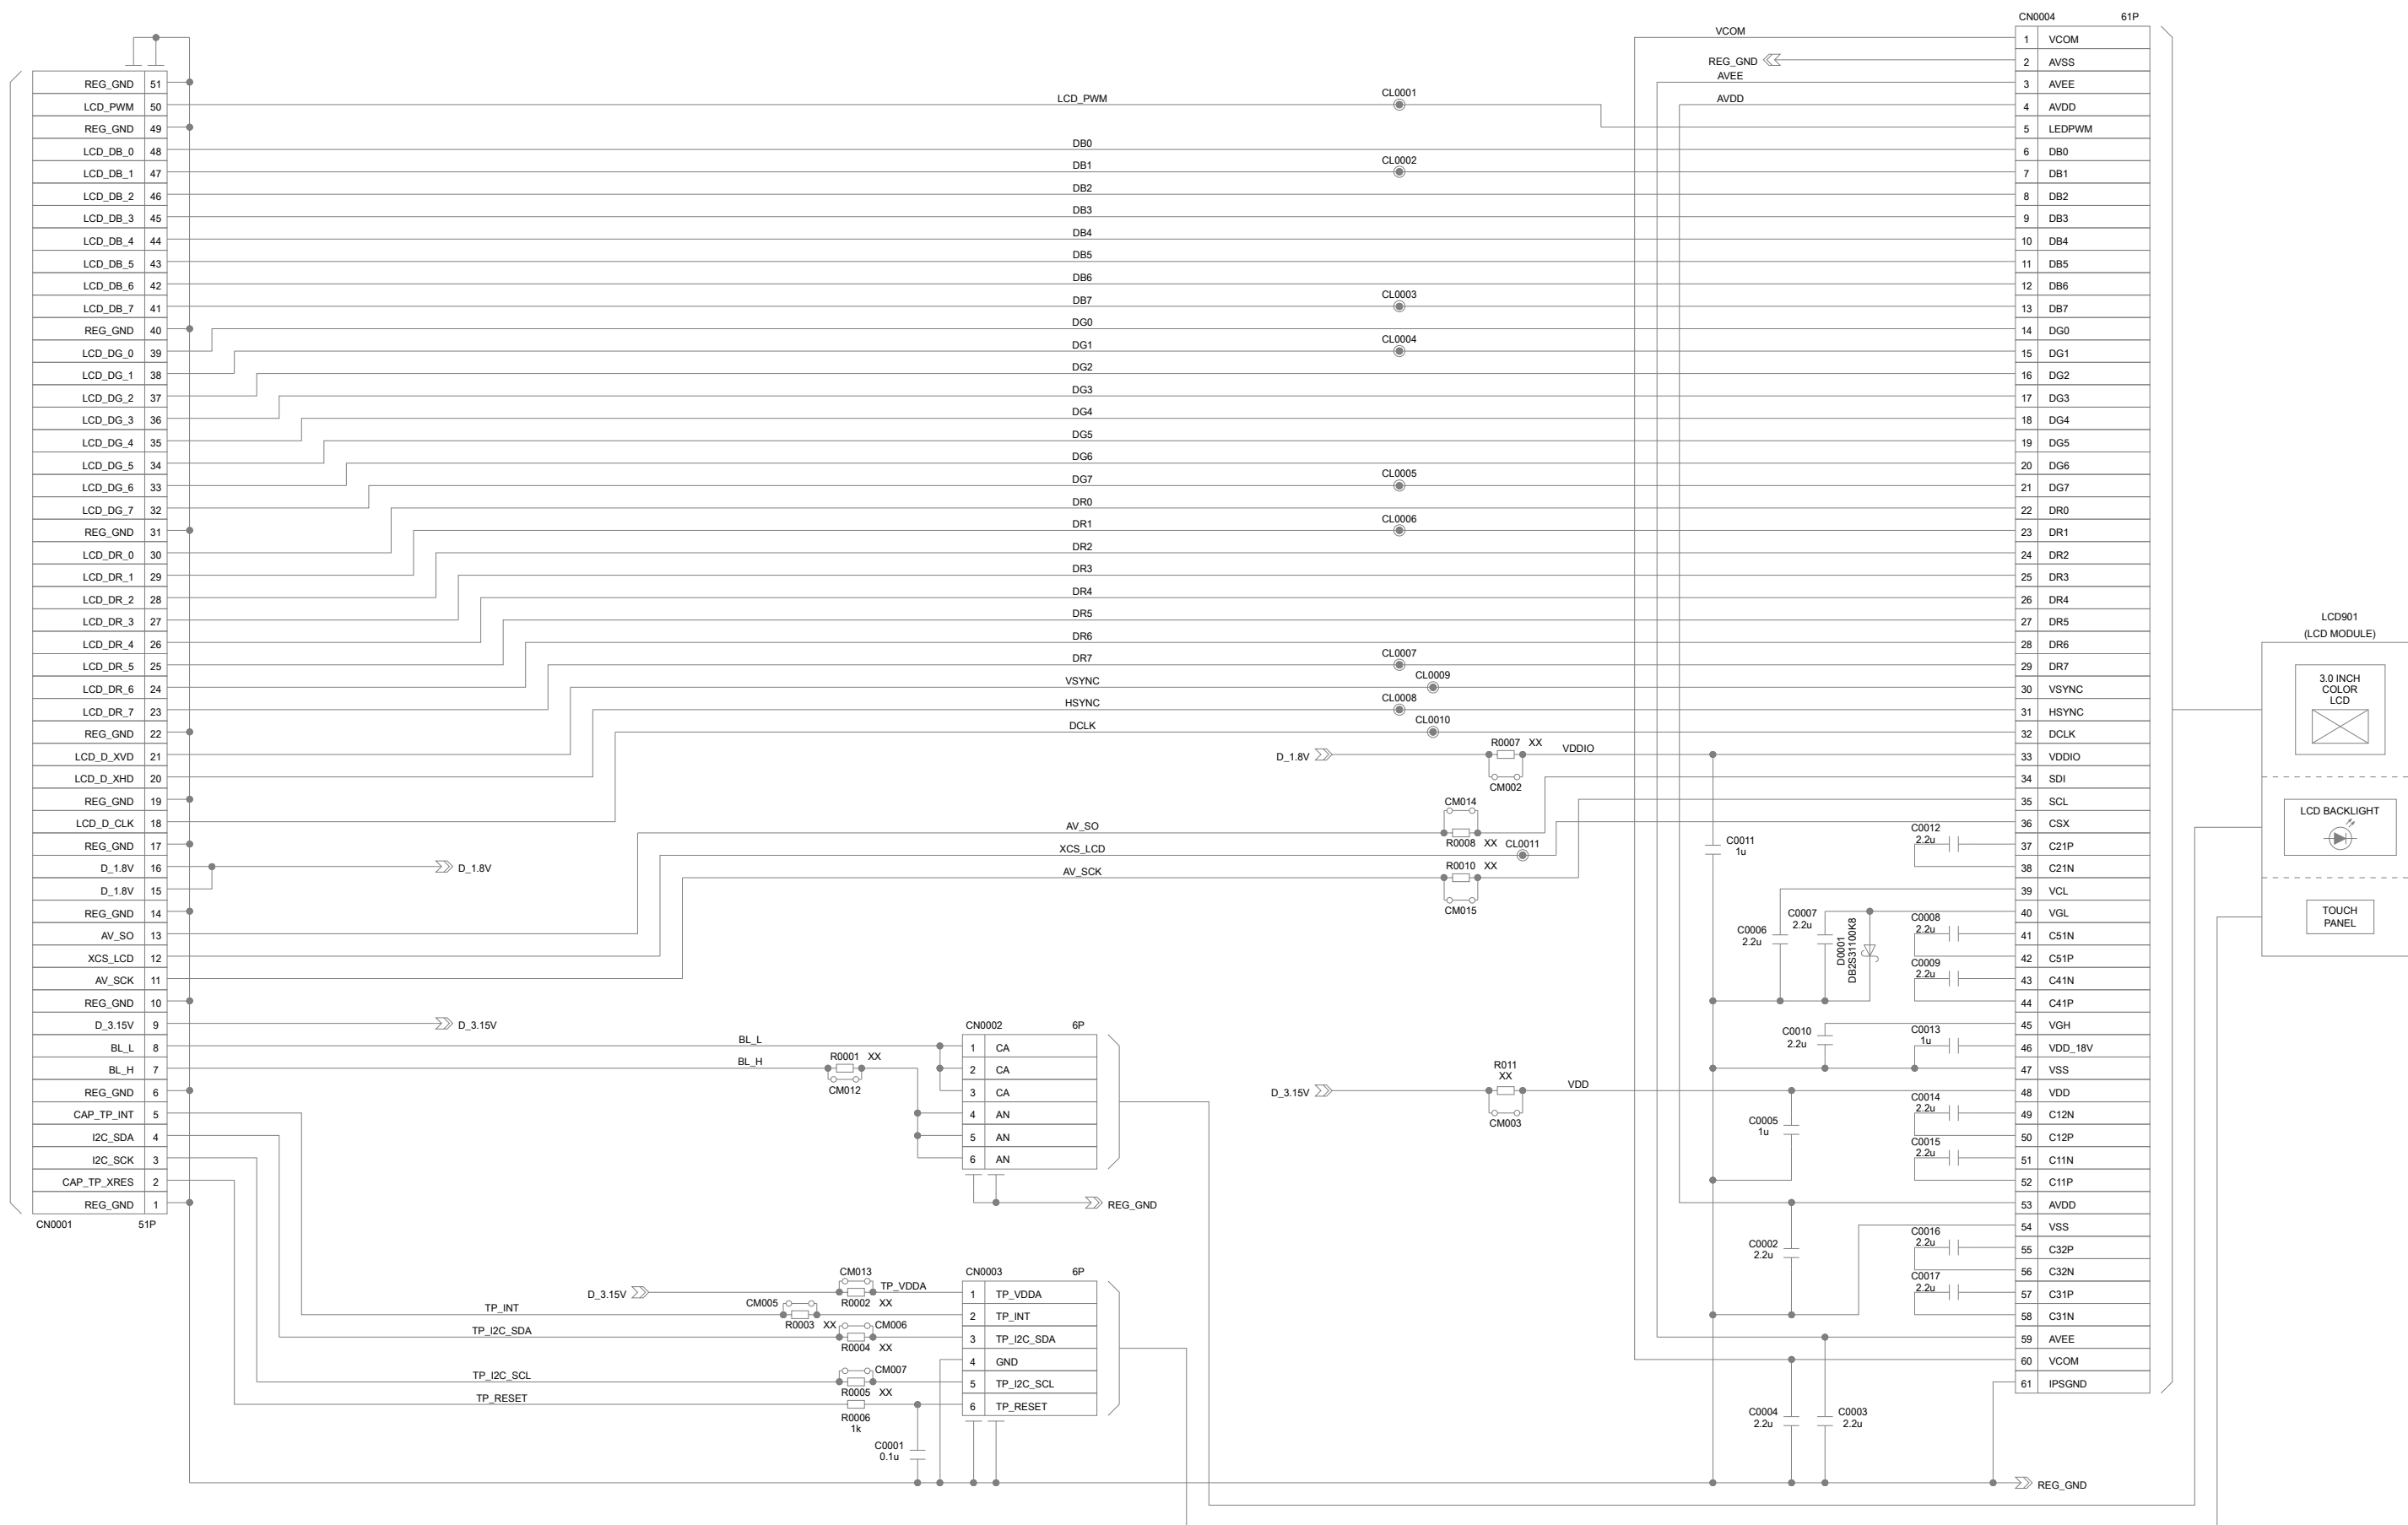 CN0004 61P
VCOM
1 VCOM
REG_GND
2 AVSS
AVEE
3 AVEE
REG_GND 51
AVDD
4 AVDD
LCD_PWM 50
LCD_PWM
CL0001
REG_GND 49
5 LEDPWM
LCD_DB_0 48
DB0
6 DB0
LCD_DB_1 47
DB1
CL0002
7 DB1
LCD_DB_2 46
DB2
8 DB2
LCD_DB_3 45
DB3
9 DB3
LCD_DB_4 44
DB4
10 DB4
LCD_DB_5 43
DB5
11 DB5
LCD_DB_6 42
DB6
12 DB6
LCD_DB_7 41
DB7
CL0003
13 DB7
REG_GND 40
DG0
14 DG0
LCD_DG_0 39
DG1
CL0004
15 DG1
LCD_DG_1 38
DG2
16 DG2
LCD_DG_2 37
DG3
17 DG3
LCD_DG_3 36
DG4
18 DG4
LCD_DG_4 35
DG5
19 DG5
LCD_DG_5 34
DG6
20 DG6
LCD_DG_6 33
DG7
CL0005
21 DG7
LCD_DG_7 32
DR0
22 DR0
REG_GND 31
DR1
CL0006
23 DR1
LCD_DR_0 30
DR2
24 DR2
LCD_DR_1 29
DR3
25 DR3
LCD_DR_2 28
DR4
26 DR4
LCD_DR_3 27
DR5
27 DR5
LCD_DR_4 26
DR6
28 DR6
LCD_DR_5 25
DR7
CL0007
29 DR7
LCD_DR_6 24
VSYNC
CL0009
30 VSYNC
LCD_DR_7 23
HSYNC
CL0008
31 HSYNC
REG_GND 22
DCLK
CL0010
32 DCLK
LCD_D_XVD 21
D_1.8V
R0007 XX
VDDIO
CM002
33 VDDIO
LCD_D_XHD 20
34 SDI
REG_GND 19
CM014
35 SCL
LCD_D_CLK 18
AV_SO
R0008 XX
36 CSX
REG_GND 17
XCS_LCD
CL0011
C0011
1u
C0012
2.2u
37 C21P
D_1.8V 16
D_1.8V
AV_SCK
R0010 XX
CM015
38 C21N
D_1.8V 15
39 VCL
REG_GND 14
40 VGL
AV_SO 13
C0006
2.2u
C0007
2.2u
D0001
DB2S31100K8
C0008
2.2u
41 C51N
XCS_LCD 12
42 C51P
AV_SCK 11
C0009
2.2u
43 C41N
REG_GND 10
44 C41P
D_3.15V 9
D_3.15V
CN0002 6P
45 VGH
BL_L 8
BL_L
1 CA
C0010
2.2u
C0013
1u
46 VDD_18V
BL_H 7
BL_H
R0001 XX
CM012
2 CA
47 VSS
REG_GND 6
3 CA
D_3.15V
R011
XX
VDD
CM003
48 VDD
CAP_TP_INT 5
4 AN
C0005
1u
C0014
2.2u
49 C12N
I2C_SDA 4
5 AN
50 C12P
I2C_SCK 3
6 AN
C0015
2.2u
51 C11N
CAP_TP_XRES 2
52 C11P
REG_GND 1
REG_GND
53 AVDD
CN0001 51P
54 VSS
C0002
2.2u
C0016
2.2u
55 C32P
CN0003 6P
56 C32N
D_3.15V
CM013
TP_VDDA
R0002 XX
1 TP_VDDA
C0017
2.2u
57 C31P
TP_INT
CM005
R0003 XX
2 TP_INT
58 C31N
TP_I2C_SDA
CM006
R0004 XX
3 TP_I2C_SDA
59 AVEE
4 GND
60 VCOM
TP_I2C_SCL
CM007
R0005 XX
5 TP_I2C_SCL
61 IPSGND
TP_RESET
R0006
1k
6 TP_RESET
C0004
2.2u
C0003
2.2u
C0001
0.1u
REG_GND
LCD901
(LCD MODULE)
3.0 INCH
COLOR
LCD
LCD BACKLIGHT
TOUCH
PANEL